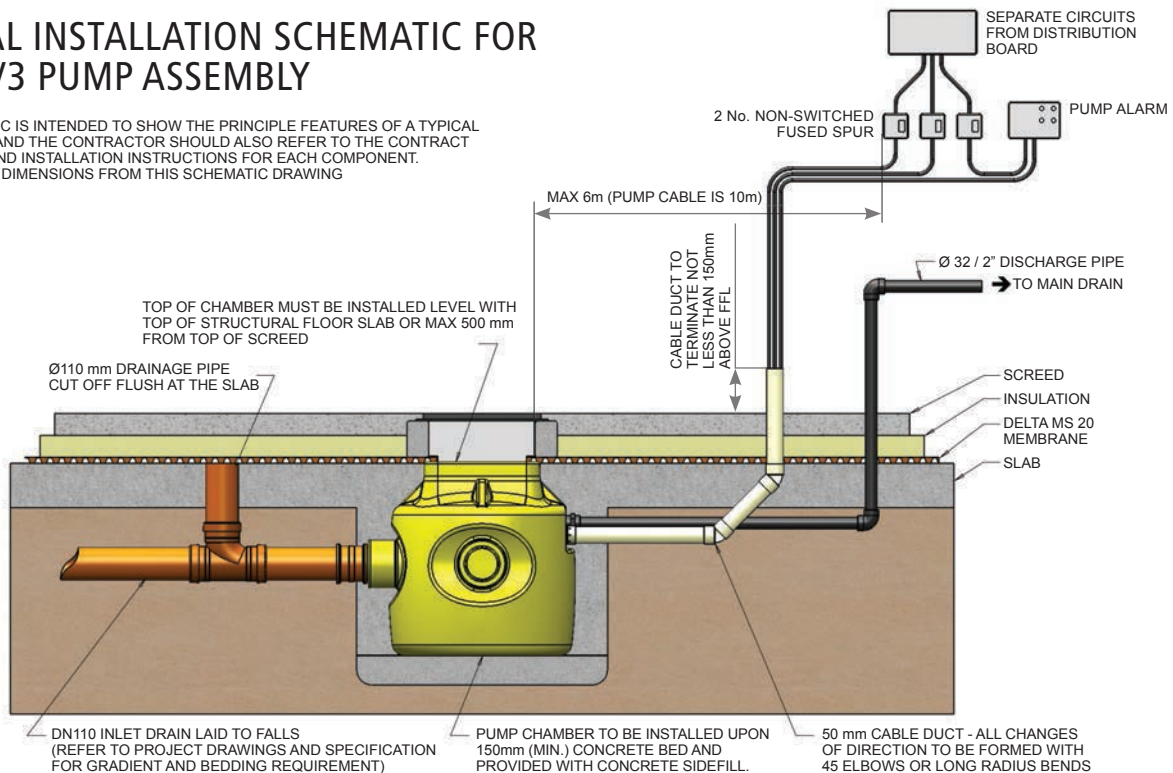 AL INSTALLATION SCHEMATIC FOR
/3 PUMP ASSEMBLY
C IS INTENDED TO SHOW THE PRINCIPLE FEATURES OF A TYPICAL
AND THE CONTRACTOR SHOULD ALSO REFER TO THE CONTRACT
ND INSTALLATION INSTRUCTIONS FOR EACH COMPONENT.
DIMENSIONS FROM THIS SCHEMATIC DRAWING
SEPARATE CIRCUITS
FROM DISTRIBUTION
BOARD
2 No. NON-SWITCHED
FUSED SPUR
PUMP ALARM
MAX 6m (PUMP CABLE IS 10m)
CABLE DUCT TO
TERMINATE NOT
LESS THAN 150mm
ABOVE FFL
Ø 32 / 2" DISCHARGE PIPE
TO MAIN DRAIN
TOP OF CHAMBER MUST BE INSTALLED LEVEL WITH
TOP OF STRUCTURAL FLOOR SLAB OR MAX 500 mm
FROM TOP OF SCREED
Ø110 mm DRAINAGE PIPE
CUT OFF FLUSH AT THE SLAB
SCREED
INSULATION
DELTA MS 20
MEMBRANE
SLAB
DN110 INLET DRAIN LAID TO FALLS
(REFER TO PROJECT DRAWINGS AND SPECIFICATION
FOR GRADIENT AND BEDDING REQUIREMENT)
PUMP CHAMBER TO BE INSTALLED UPON
150mm (MIN.) CONCRETE BED AND
PROVIDED WITH CONCRETE SIDEFILL.
50 mm CABLE DUCT - ALL CHANGES
OF DIRECTION TO BE FORMED WITH
45 ELBOWS OR LONG RADIUS BENDS